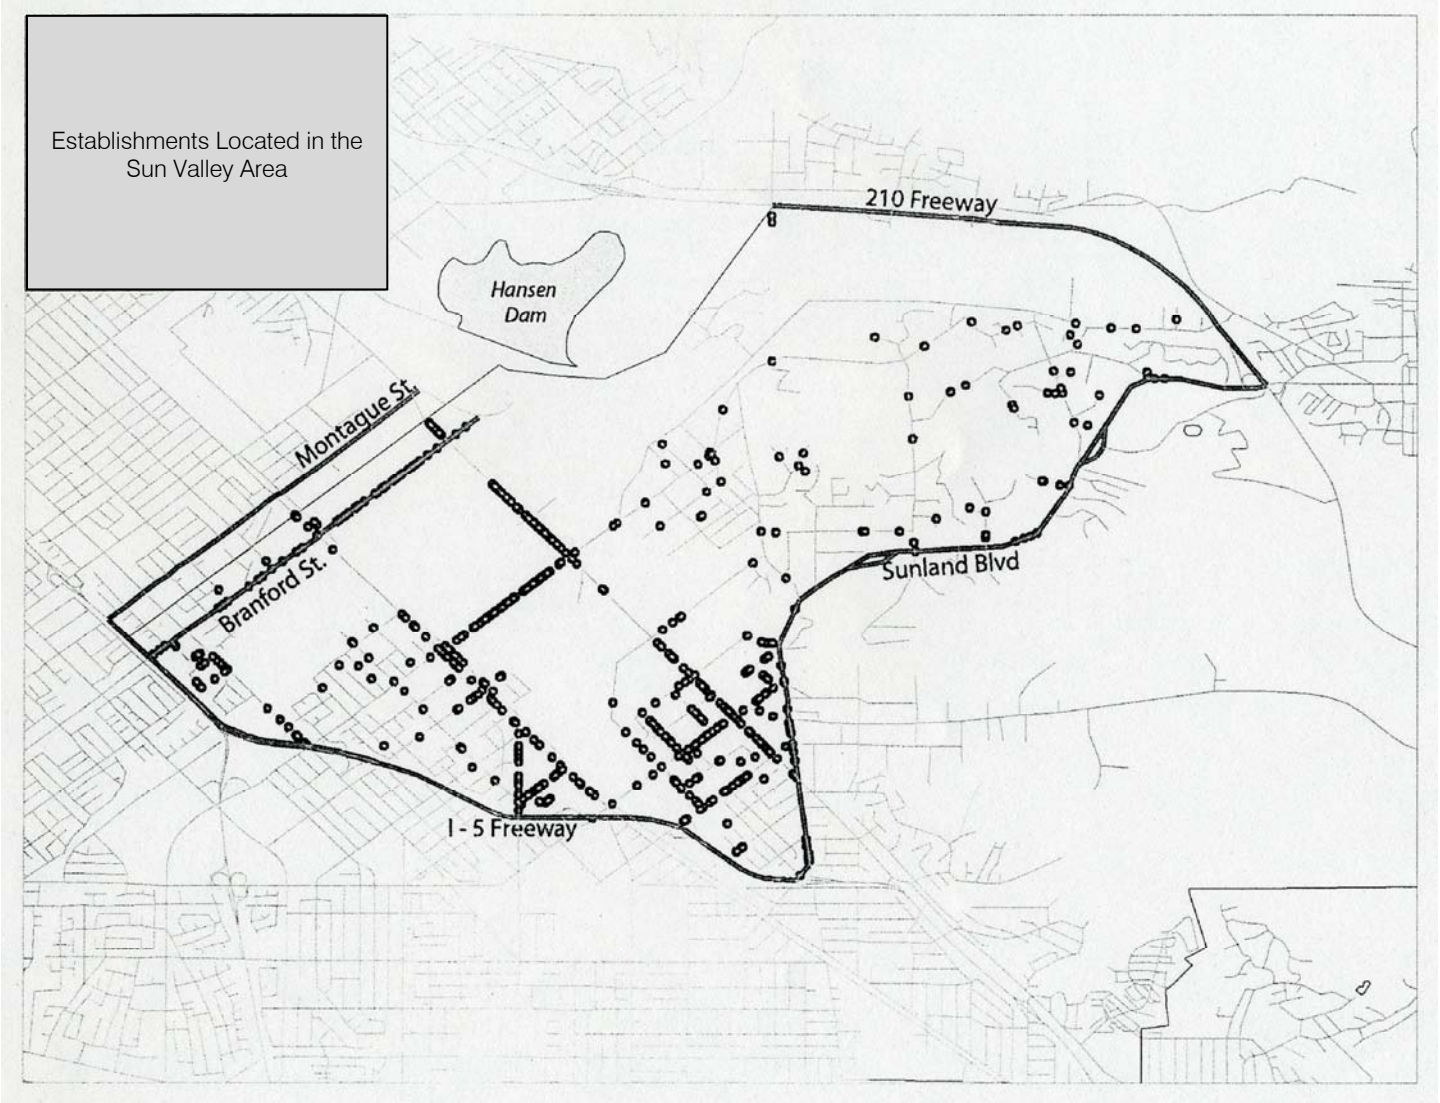 Establishments Located in the
Sun Valley Area
210 Freeway
Hansen
Dam
Montague St.
Branford St.
Sunland Blvd
I - 5 Freeway